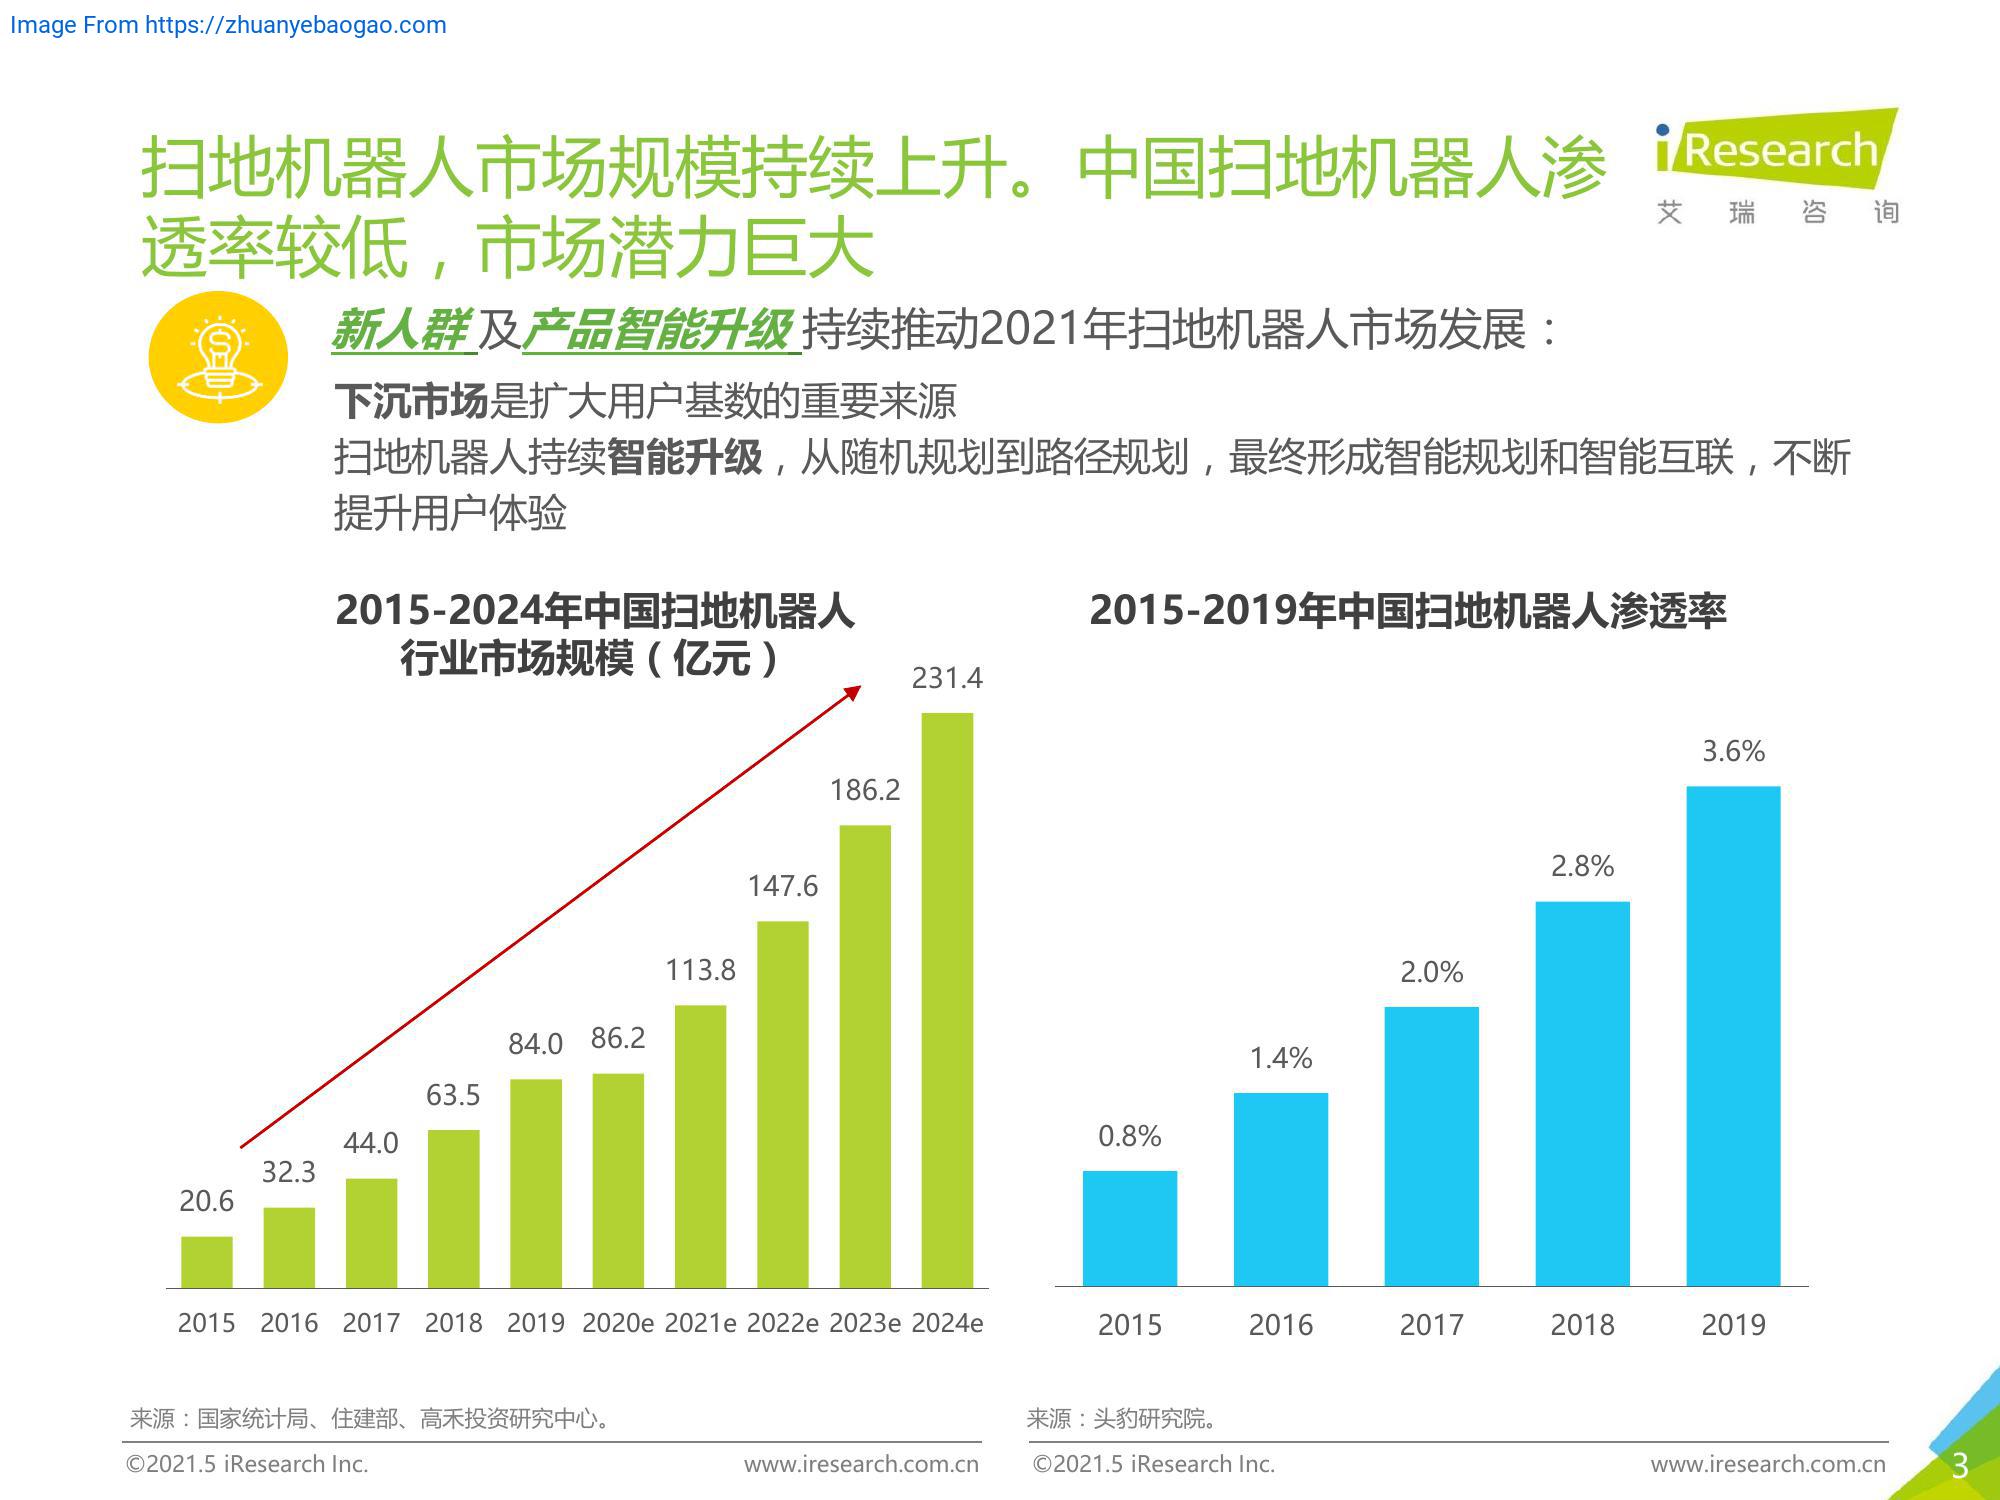 Image From https://zhuanyebaogao.com
扫地机器人市场规模持续上升。中国扫地机器人渗
透率较低，市场潜力巨大
iResearch
艾瑞咨询
新人群及产品智能升级持续推动2021年扫地机器人市场发展：
下沉市场是扩大用户基数的重要来源
扫地机器人持续智能升级，从随机规划到路径规划，最终形成智能规划和智能互联，不断
提升用户体验
2015-2024年中国扫地机器人
行业市场规模（亿元）
231.4
186.2
147.6
113.8
84.0 86.2
63.5
44.0
32.3
20.6
2015 2016 2017 2018 2019 2020e 2021e 2022e 2023e 2024e
来源：国家统计局、住建部、高禾投资研究中心。
©2021.5 iResearch Inc. www.iresearch.com.cn
2015-2019年中国扫地机器人渗透率
3.6%
2.8%
2.0%
1.4%
0.8%
2015 2016 2017 2018 2019
来源：头豹研究院。
©2021.5 iResearch Inc. www.iresearch.com.cn
3